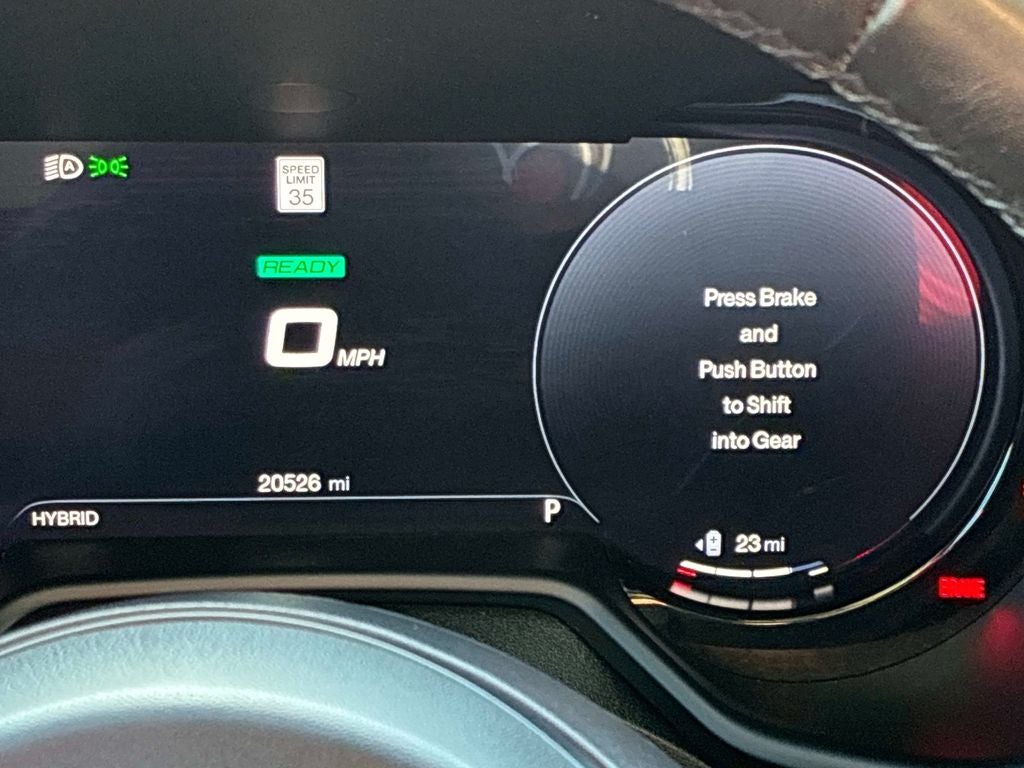 A
SPEED
LIMIT
35
READY
0 MPH
20526 mi
HYBRID
P
Press Brake
and
Push Button
to Shift
into Gear
+
-
23 mi